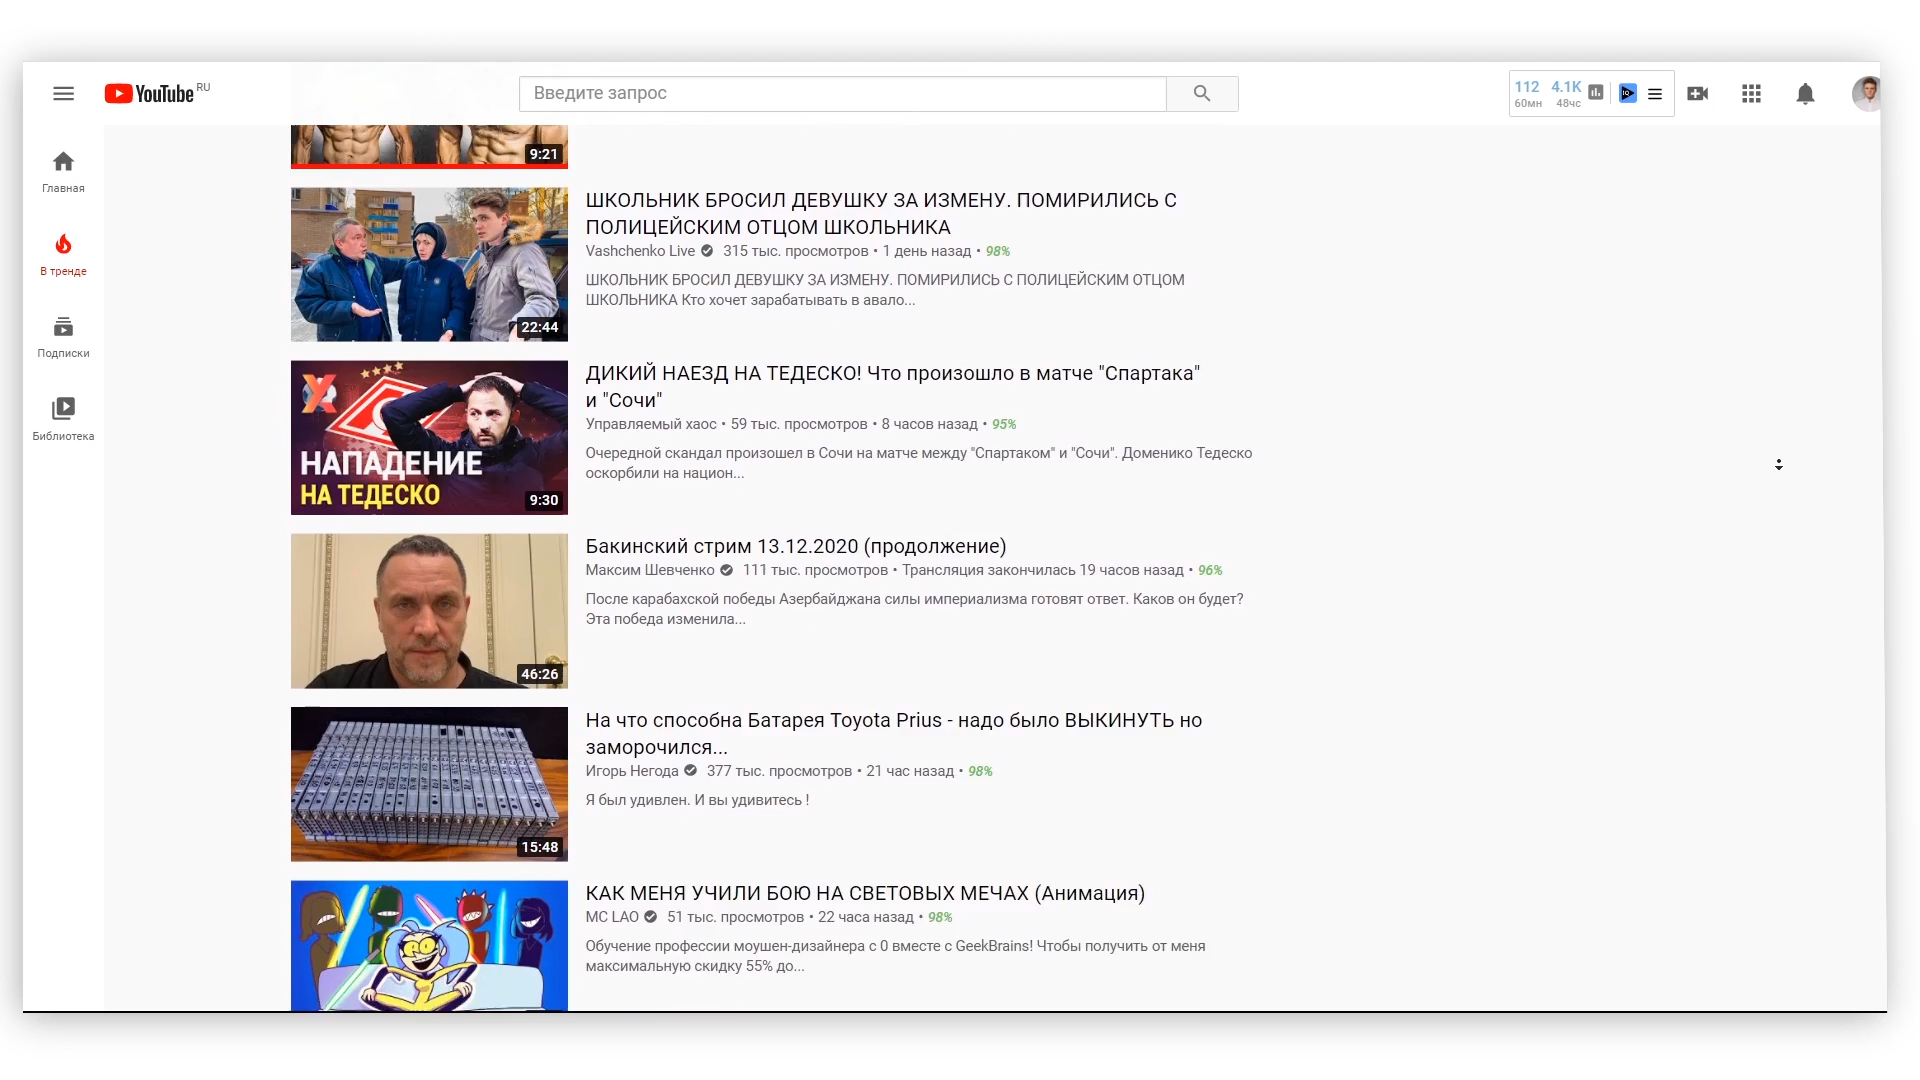 YouTube RU
Введите запрос
112 4.1K
60мн 48чс
Главная
В тренде
Подписки
Библиотека
9:21
22:44
ШКОЛЬНИК БРОСИЛ ДЕВУШКУ ЗА ИЗМЕНУ. ПОМИРИЛИСЬ С
ПОЛИЦЕЙСКИМ ОТЦОМ ШКОЛЬНИКА
Vashchenko Live 315 тыс. просмотров • 1 день назад • 98%
ШКОЛЬНИК БРОСИЛ ДЕВУШКУ ЗА ИЗМЕНУ. ПОМИРИЛИСЬ С ПОЛИЦЕЙСКИМ ОТЦОМ
ШКОЛЬНИКА Кто хочет зарабатывать в авало...
НАПАДЕНИЕ
НА ТЕДЕСКО
9:30
ДИКИЙ НАЕЗД НА ТЕДЕСКО! Что произошло в матче "Спартака"
и "Сочи"
Управляемый хаос • 59 тыс. просмотров • 8 часов назад • 95%
Очередной скандал произошел в Сочи на матче между "Спартаком" и "Сочи". Доменико Тедеско
оскорбили на национ...
46:26
Бакинский стрим 13.12.2020 (продолжение)
Максим Шевченко 111 тыс. просмотров • Трансляция закончилась 19 часов назад • 96%
После карабахской победы Азербайджана силы империализма готовят ответ. Каков он будет?
Эта победа изменила...
15:48
На что способна Батарея Toyota Prius - надо было ВЫКИНУТЬ но
заморочился...
Игорь Негода 377 тыс. просмотров • 21 час назад • 98%
Я был удивлен. И вы удивитесь !
КАК МЕНЯ УЧИЛИ БОЮ НА СВЕТОВЫХ МЕЧАХ (Анимация)
MC LAO 51 тыс. просмотров • 22 часа назад • 98%
Обучение профессии моушен-дизайнера с 0 вместе с GeekBrains! Чтобы получить от меня
максимальную скидку 55% до...